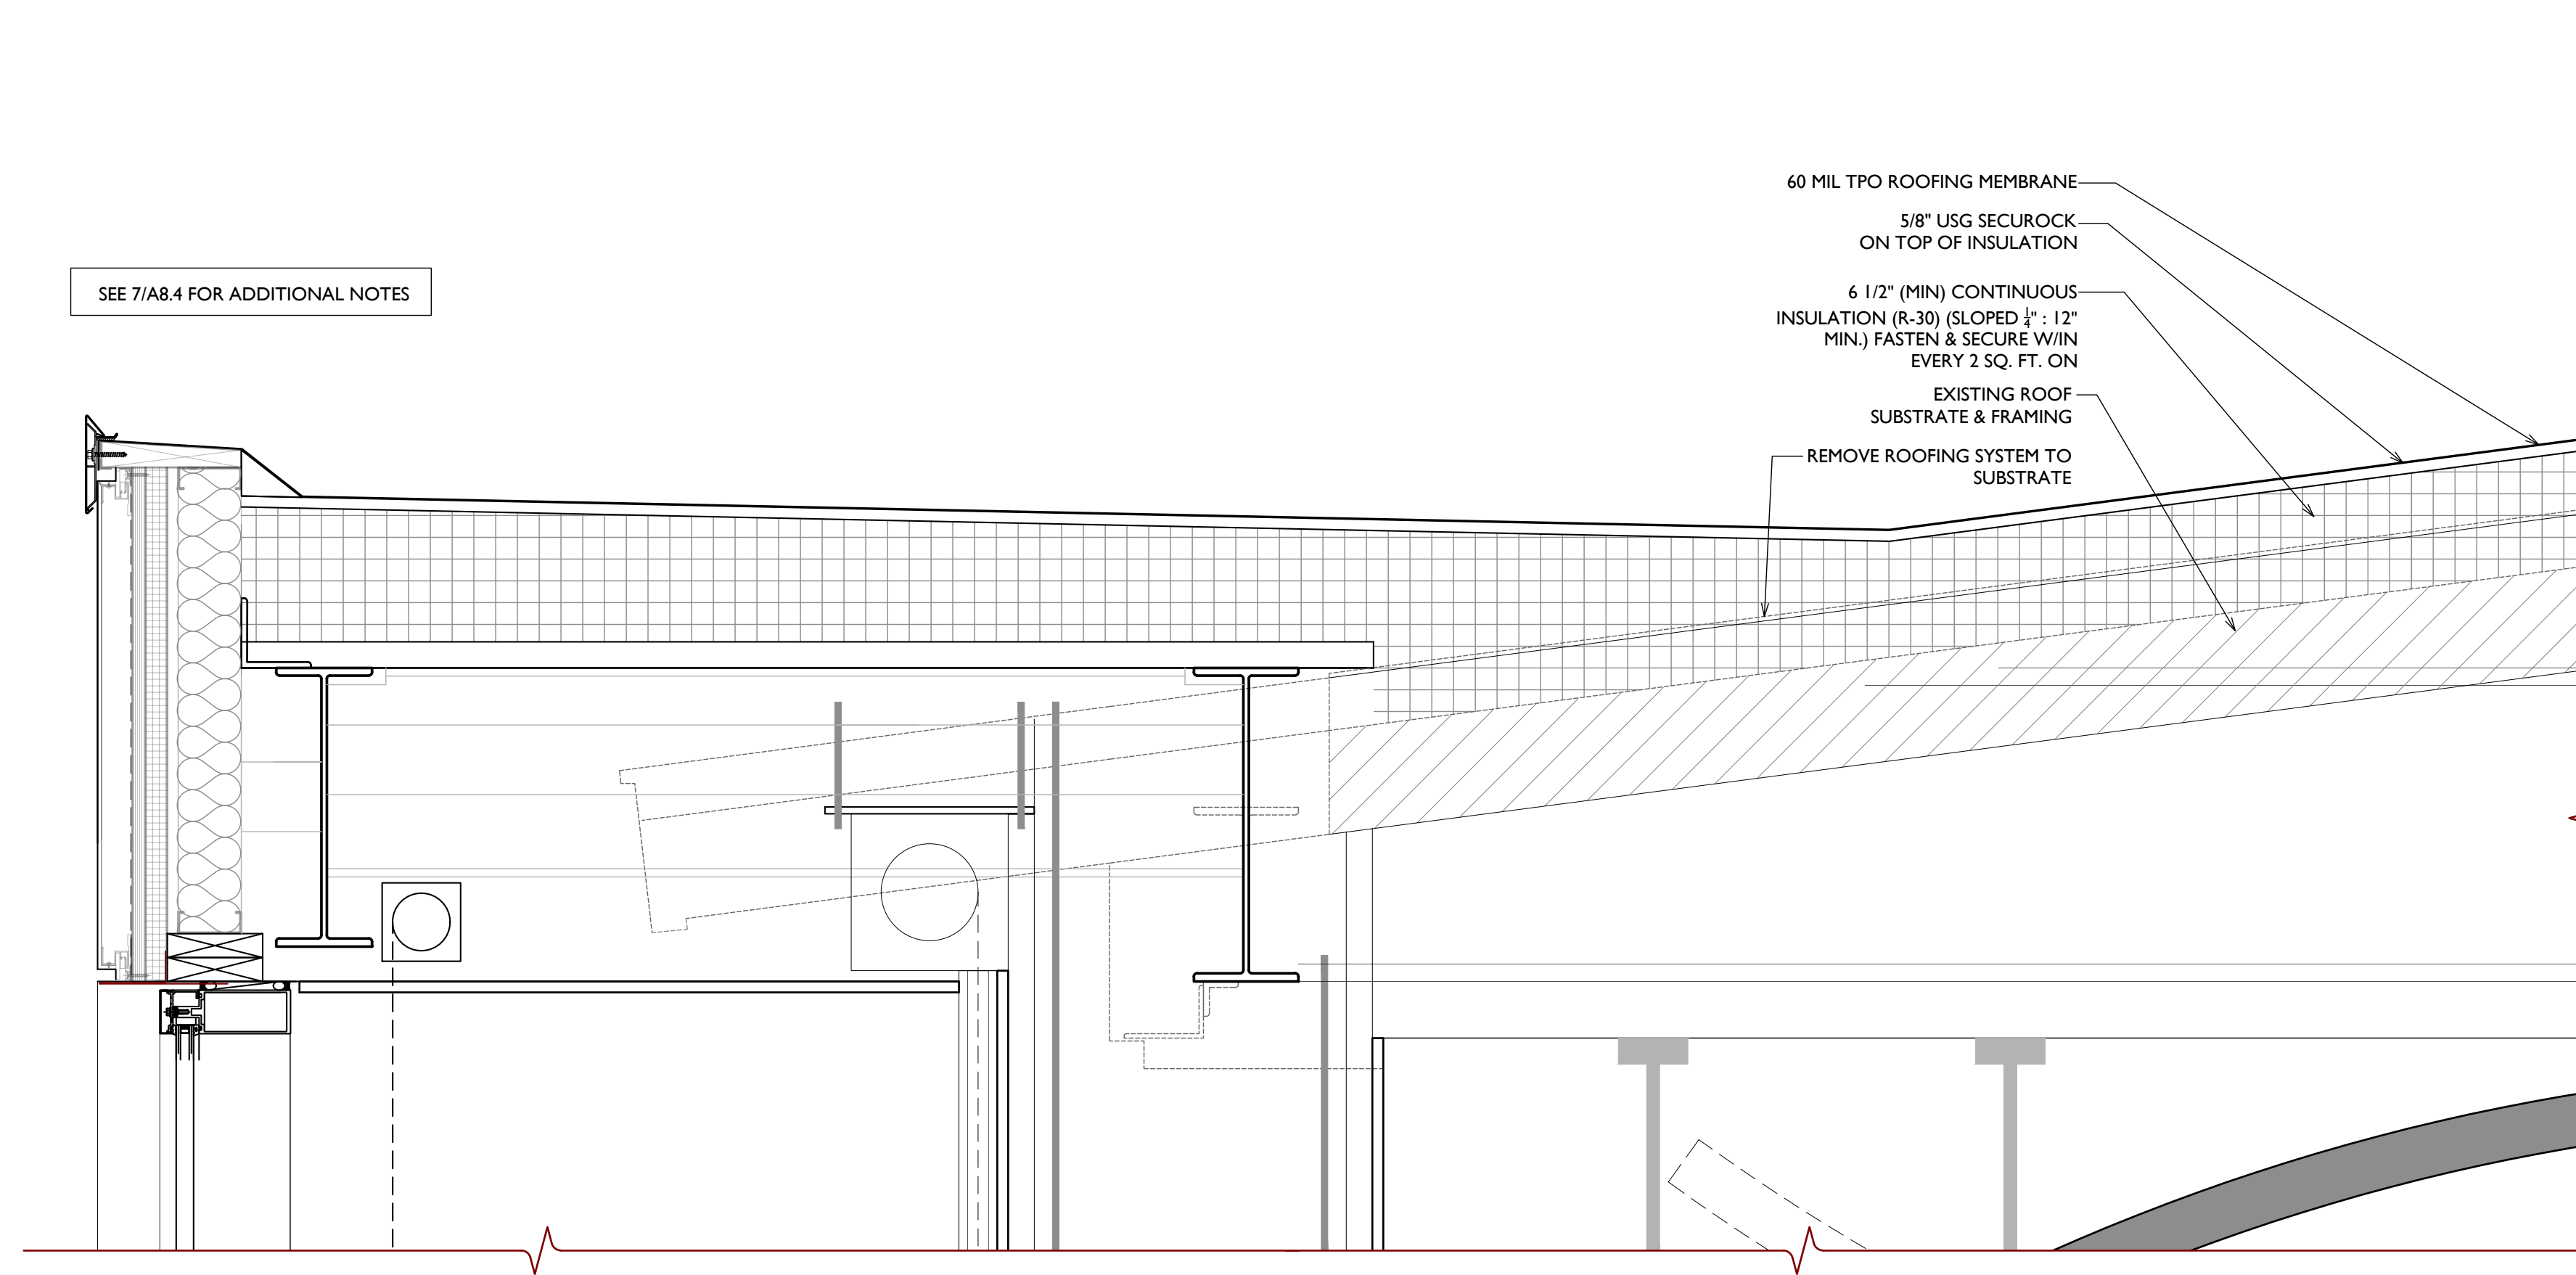 60 MIL TPO ROOFING MEMBRANE
5/8" USG SECUROCK
ON TOP OF INSULATION
SEE 7/A8.4 FOR ADDITIONAL NOTES
6 1/2" (MIN) CONTINUOUS
INSULATION (R-30) (SLOPED 1/4" : 12"
MIN.) FASTEN & SECURE W/IN
EVERY 2 SQ. FT. ON
EXISTING ROOF
SUBSTRATE & FRAMING
REMOVE ROOFING SYSTEM TO
SUBSTRATE